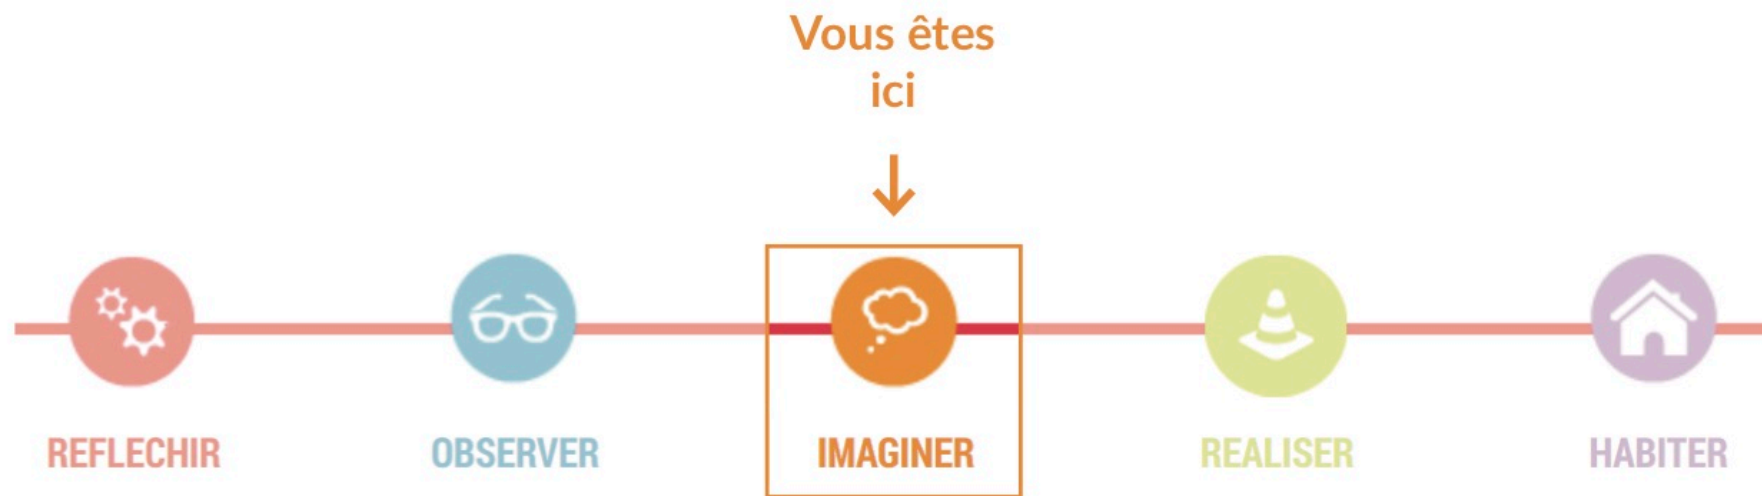 Vous êtes
ici
REFLECHIR
OBSERVER
IMAGINER
REALISER
HABITER